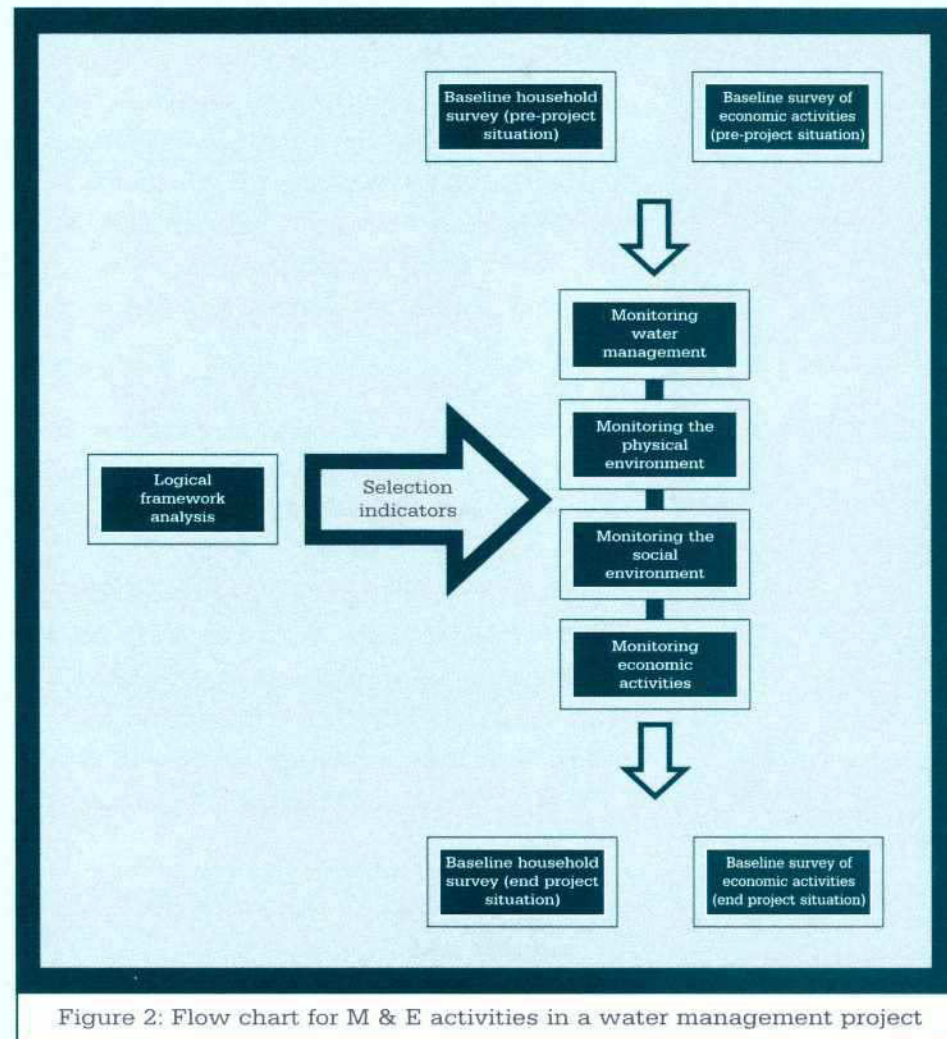 Baseline household
survey (pre-project
situation)
Baseline survey of
economic activities
(pre-project situation)
Monitoring
water
management
Monitoring the
physical
environment
Logical
framework
analysis
Selection
indicators
Monitoring the
social
environment
Monitoring
economic
activities
Baseline household
survey (end project
situation)
Baseline survey of
economic activities
(end project situation)
Figure 2: Flow chart for M & E activities in a water management project